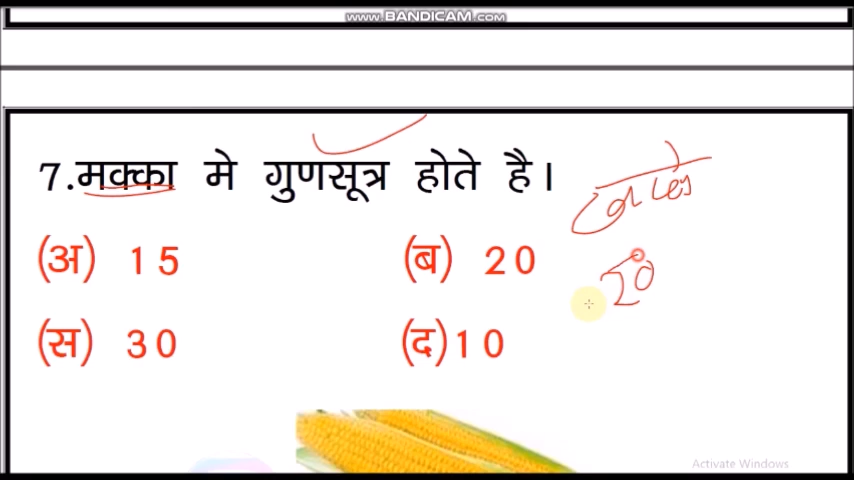 www.BANDICAM.com
7.मक्का मे गुणसूत्र होते है।
(अ) 15 (ब) 20
20
(स) 30 (द)10
Activate Windows